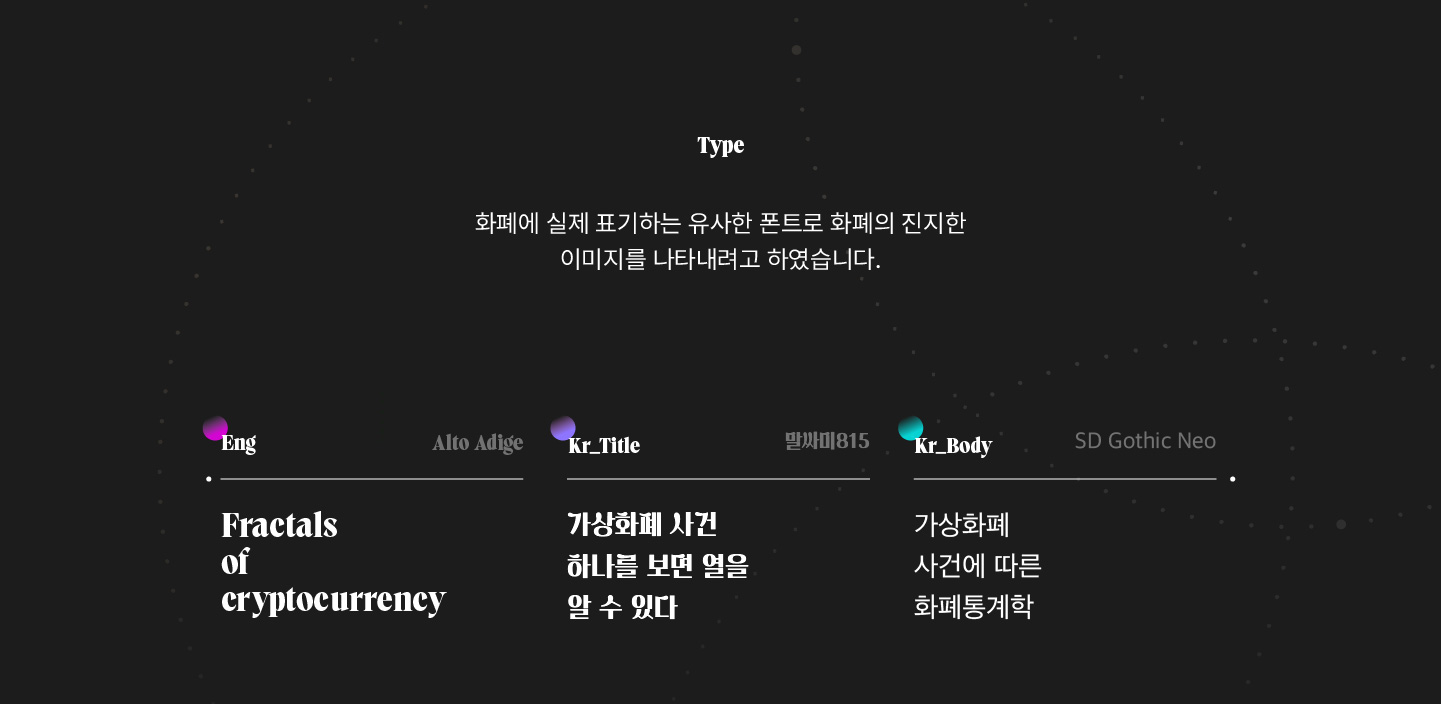 Type
화폐에 실제 표기하는 유사한 폰트로 화폐의 진지한
이미지를 나타내려고 하였습니다.
Eng
Alto Adige
Fractals
of
cryptocurrency
Kr_Title
말싸미815
가상화폐 사건
하나를 보면 열을
알 수 있다
Kr_Body
SD Gothic Neo
가상화폐
사건에 따른
화폐통계학